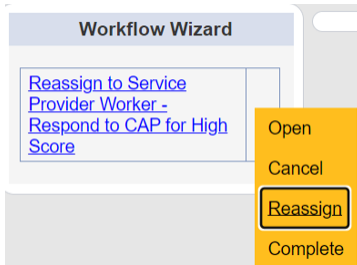 Workflow Wizard
Reassign to Service
Provider Worker -
Respond to CAP for High
Score
Open
Cancel
Reassign
Complete